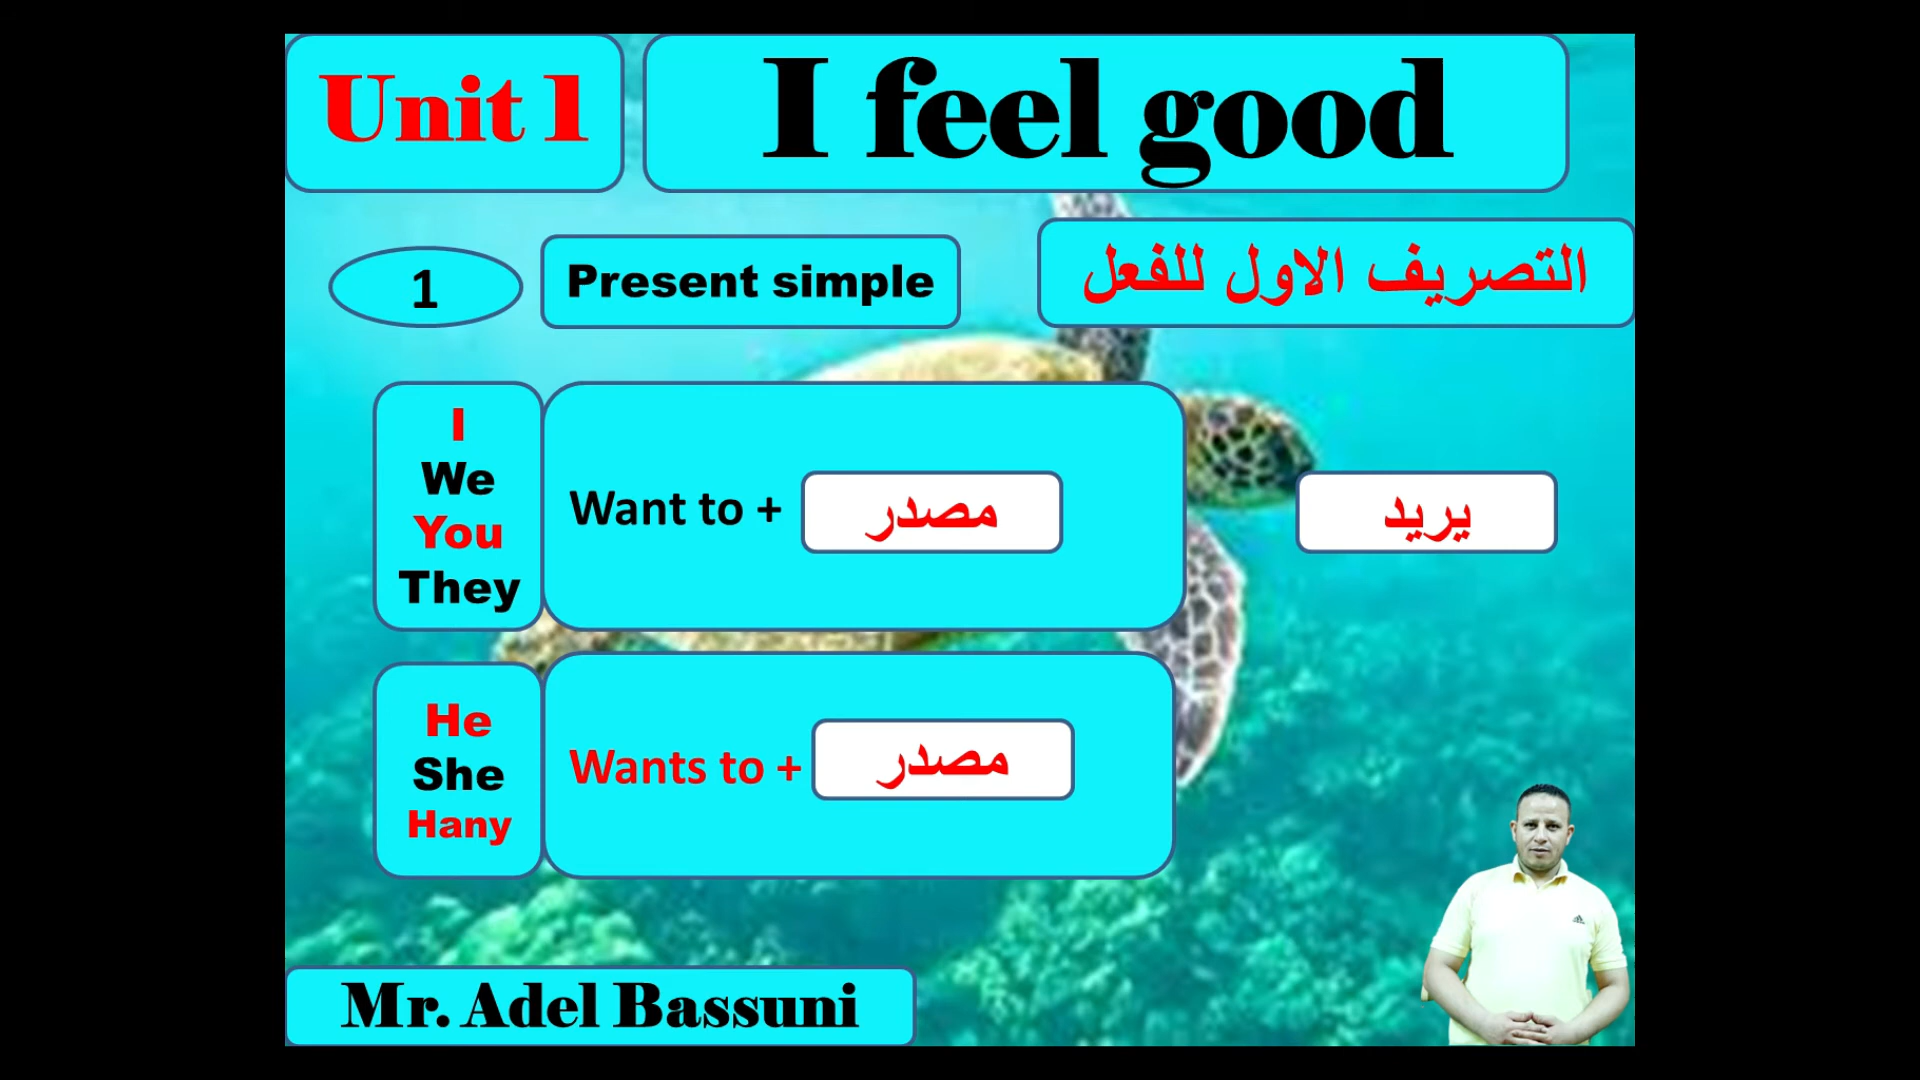 Unit 1
I feel good
1
Present simple
التصريف الاول للفعل
I
We
You
They
Want to + مصدر
يريد
He
She
Hany
Wants to + مصدر
Mr. Adel Bassuni